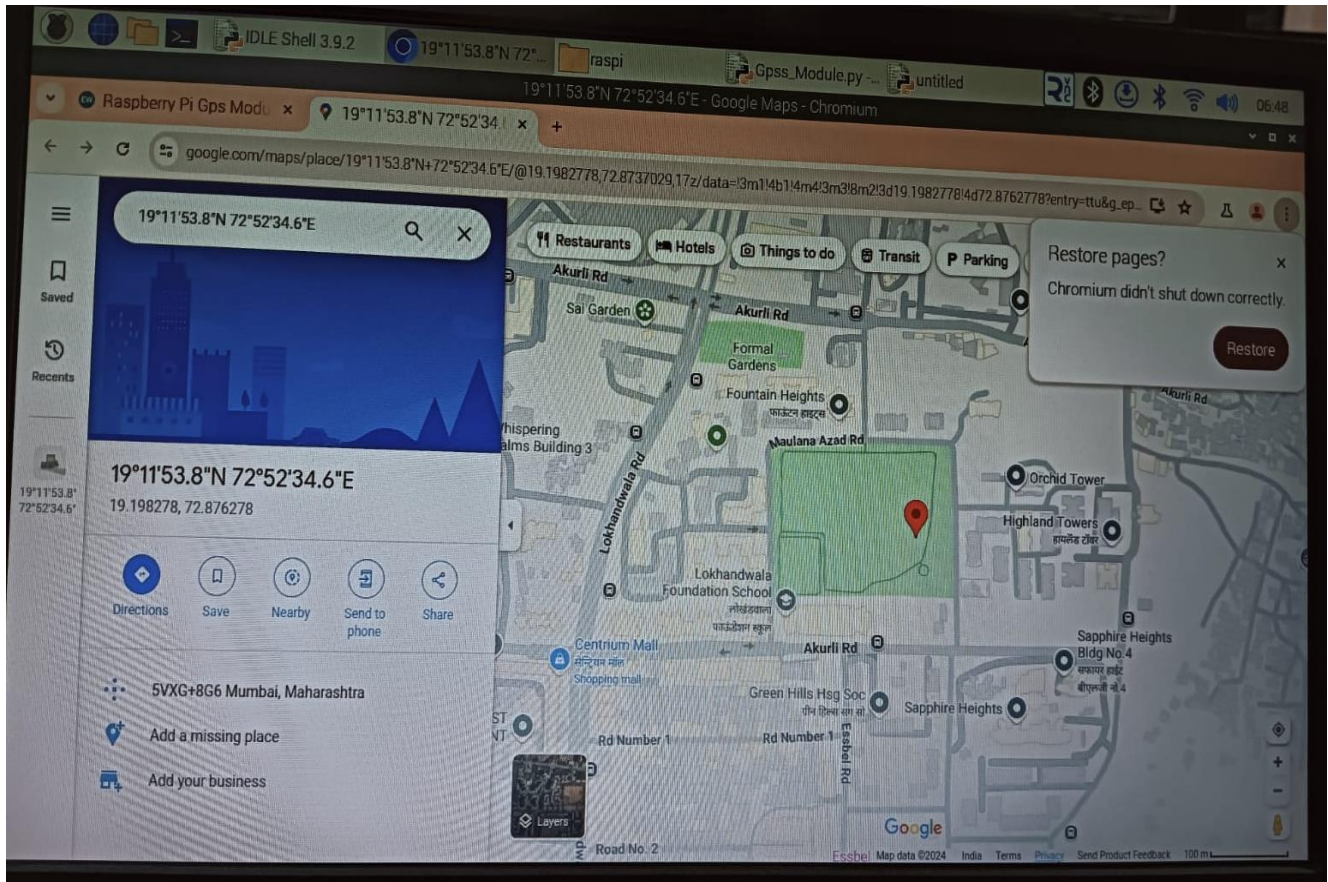 IDLE Shell 3.9.2
19°11'53.8"N 72°...
raspi
Gpss_Module.py -...
untitled
06:48
19°11'53.8"N 72°52'34.6"E - Google Maps - Chromium
Raspberry Pi Gps Modu
19°11'53.8"N 72°52'34.
google.com/maps/place/19°11'53.8"N+72°52'34.6"E/@19.1982778,72.8737029,17z/data=!3m1!4b1!4m4!3m3!8m2!3d19.1982778!4d72.8762778?entry=ttu&g_ep...
19°11'53.8"N 72°52'34.6"E
Saved
Recents
19°11'53.8"
72°52'34.6"
19°11'53.8"N 72°52'34.6"E
19.198278, 72.876278
Directions
Save
Nearby
Send to
phone
Share
5VXG+8G6 Mumbai, Maharashtra
Add a missing place
Add your business
Restaurants
Hotels
Things to do
Transit
P Parking
Restore pages?
Chromium didn't shut down correctly.
Restore
Akurli Rd
Sai Garden
Akurli Rd
Formal
Gardens
Fountain Heights
फाऊंटन हाइट्स
Maulana Azad Rd
Building 3
Lokhandwala Rd
Akurli Rd
Orchid Tower
Highland Towers
हायलँड टॉवर
Lokhandwala
Foundation School
लोखंडवाला
फाऊंडेशन स्कूल
Centrium Mall
सेन्ट्रियम मॉल
Shopping mall
Akurli Rd
Sapphire Heights
Bldg No.4
सफायर हाईट
बीएलजी नो.4
Green Hills Hsg Soc
Sapphire Heights
Rd Number 1
Rd Number 1
Essbel Rd
Layers
Road No. 2
Google
Essbel
Map data ©2024
India
Terms
Privacy
Send Product Feedback
100 m